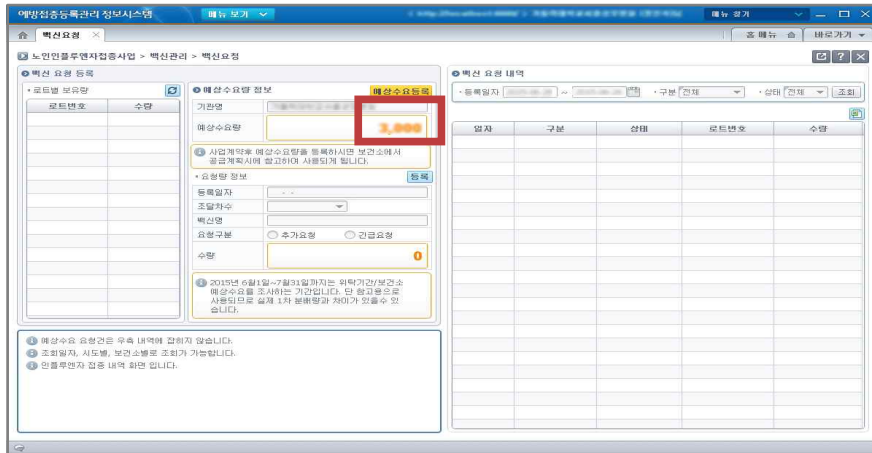 예방접종등록관리 정보시스템
메뉴 보기
메뉴 찾기
백신요청
홈 메뉴
바로가기
노인인플루엔자접종사업 > 백신관리 > 백신요청
백신 요청 등록
로트별 보유량
로트번호 수량
예상수요량 정보
예상수요등록
기관명
예상수요량
3,000
사업계약후 예상수요량을 등록하시면 보건소에서
공급계획시에 참고하며 사용되게 됩니다.
요청량 정보
등록
등록일자
조달차수
백신명
요청구분 추가요청 긴급요청
수량 0
2015년 6월1일~7월31일까지는 위탁기관/보건소
예상수요를 조사하는 기간입니다. 단 참고용으로
사용되므로 실제 1차 분배량과 차이가 있을수 있
습니다.
백신 요청 내역
등록일자 ~ 구분 전체 상태 전체 조회
일자 구분 상태 로트번호 수량
예상수요 요청건은 우측 내역에 잡히지 않습니다.
조회일자, 시도별, 보건소별로 조회가 가능합니다.
인플루엔자 접종 내역 화면 입니다.